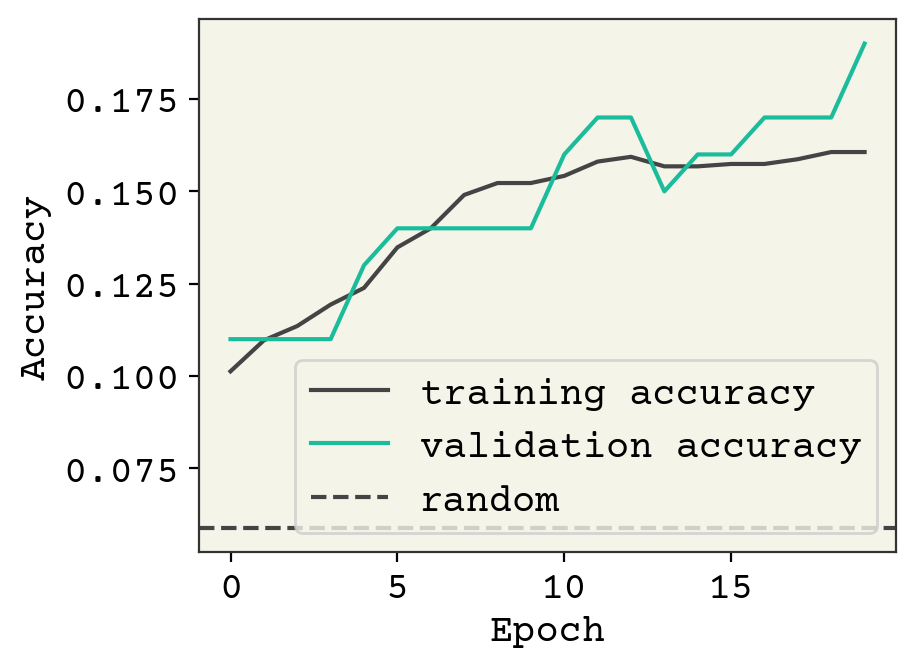 0.175
0.150
0.125
0.100
0.075
Accuracy
training accuracy
validation accuracy
random
0 5 10 15
Epoch